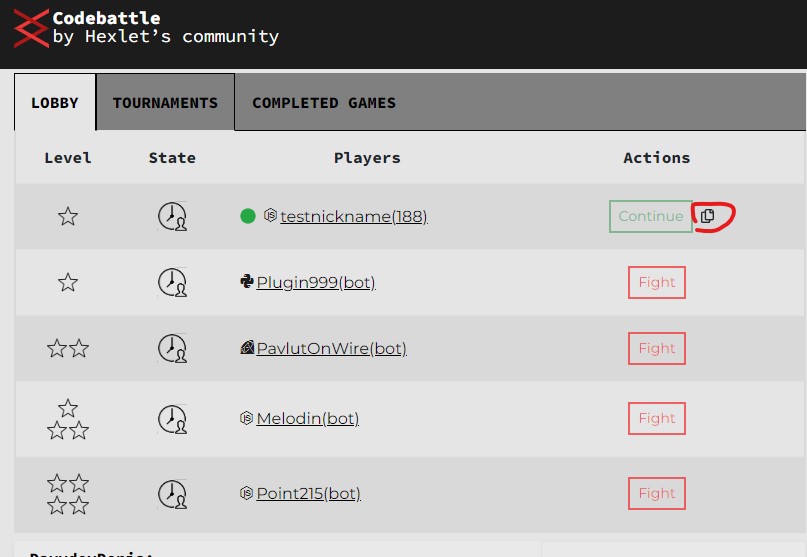 Codebattle
by Hexlet’s community
LOBBY TOURNAMENTS COMPLETED GAMES
Level State Players Actions
testnickname(188) Continue
Plugin999(bot) Fight
PavlutOnWire(bot) Fight
Melodin(bot) Fight
Point215(bot) Fight